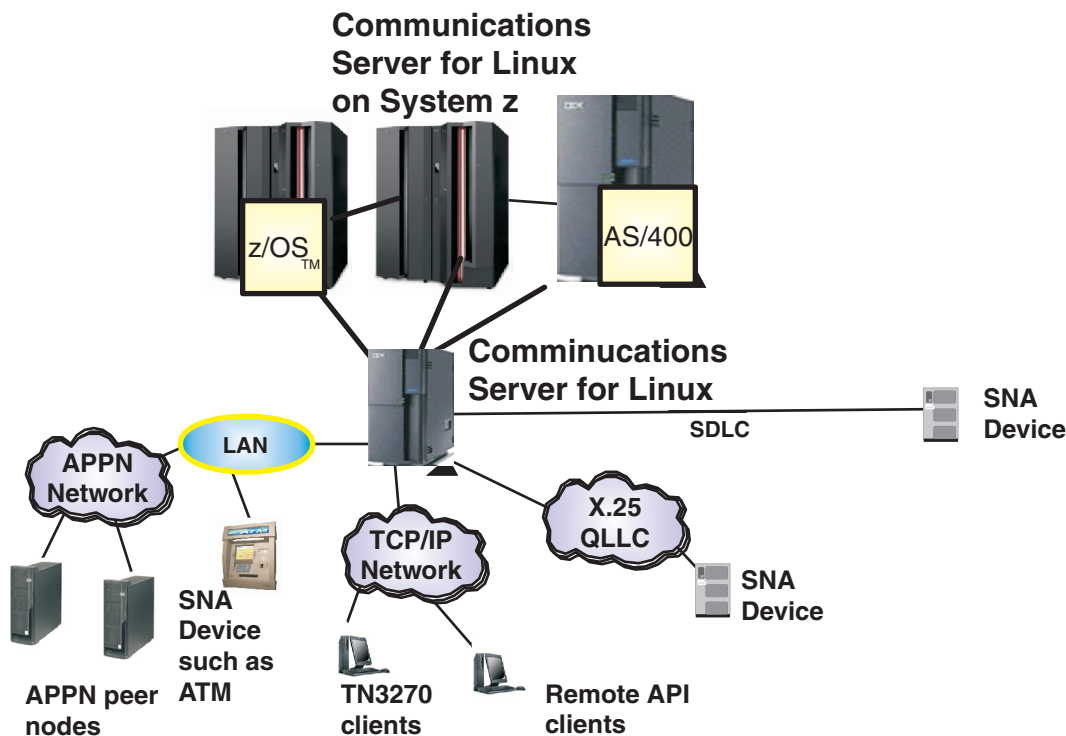 Communications
Server for Linux
on System z
z/OS TM
AS/400
Comminucations
Server for Linux
SDLC
SNA
Device
LAN
APPN
Network
X.25
QLLC
TCP/IP
Network
ATM
SNA
Device
SNA
Device
such as
ATM
APPN peer
nodes
TN3270
clients
Remote API
clients